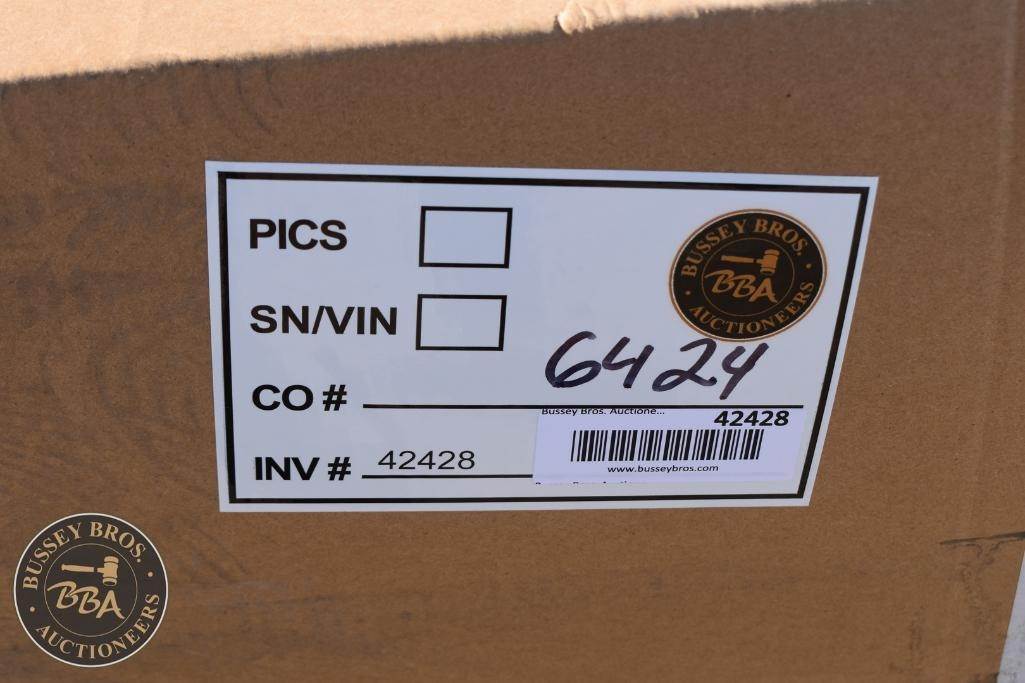 PICS
SN/VIN
CO # 6424
INV # 42428
BUSSEY BROS.
BBA
AUCTIONEERS
Bussey Bros. Auctione...
42428
www.busseybros.com
BUSSEY BROS.
BBA
AUCTIONEERS